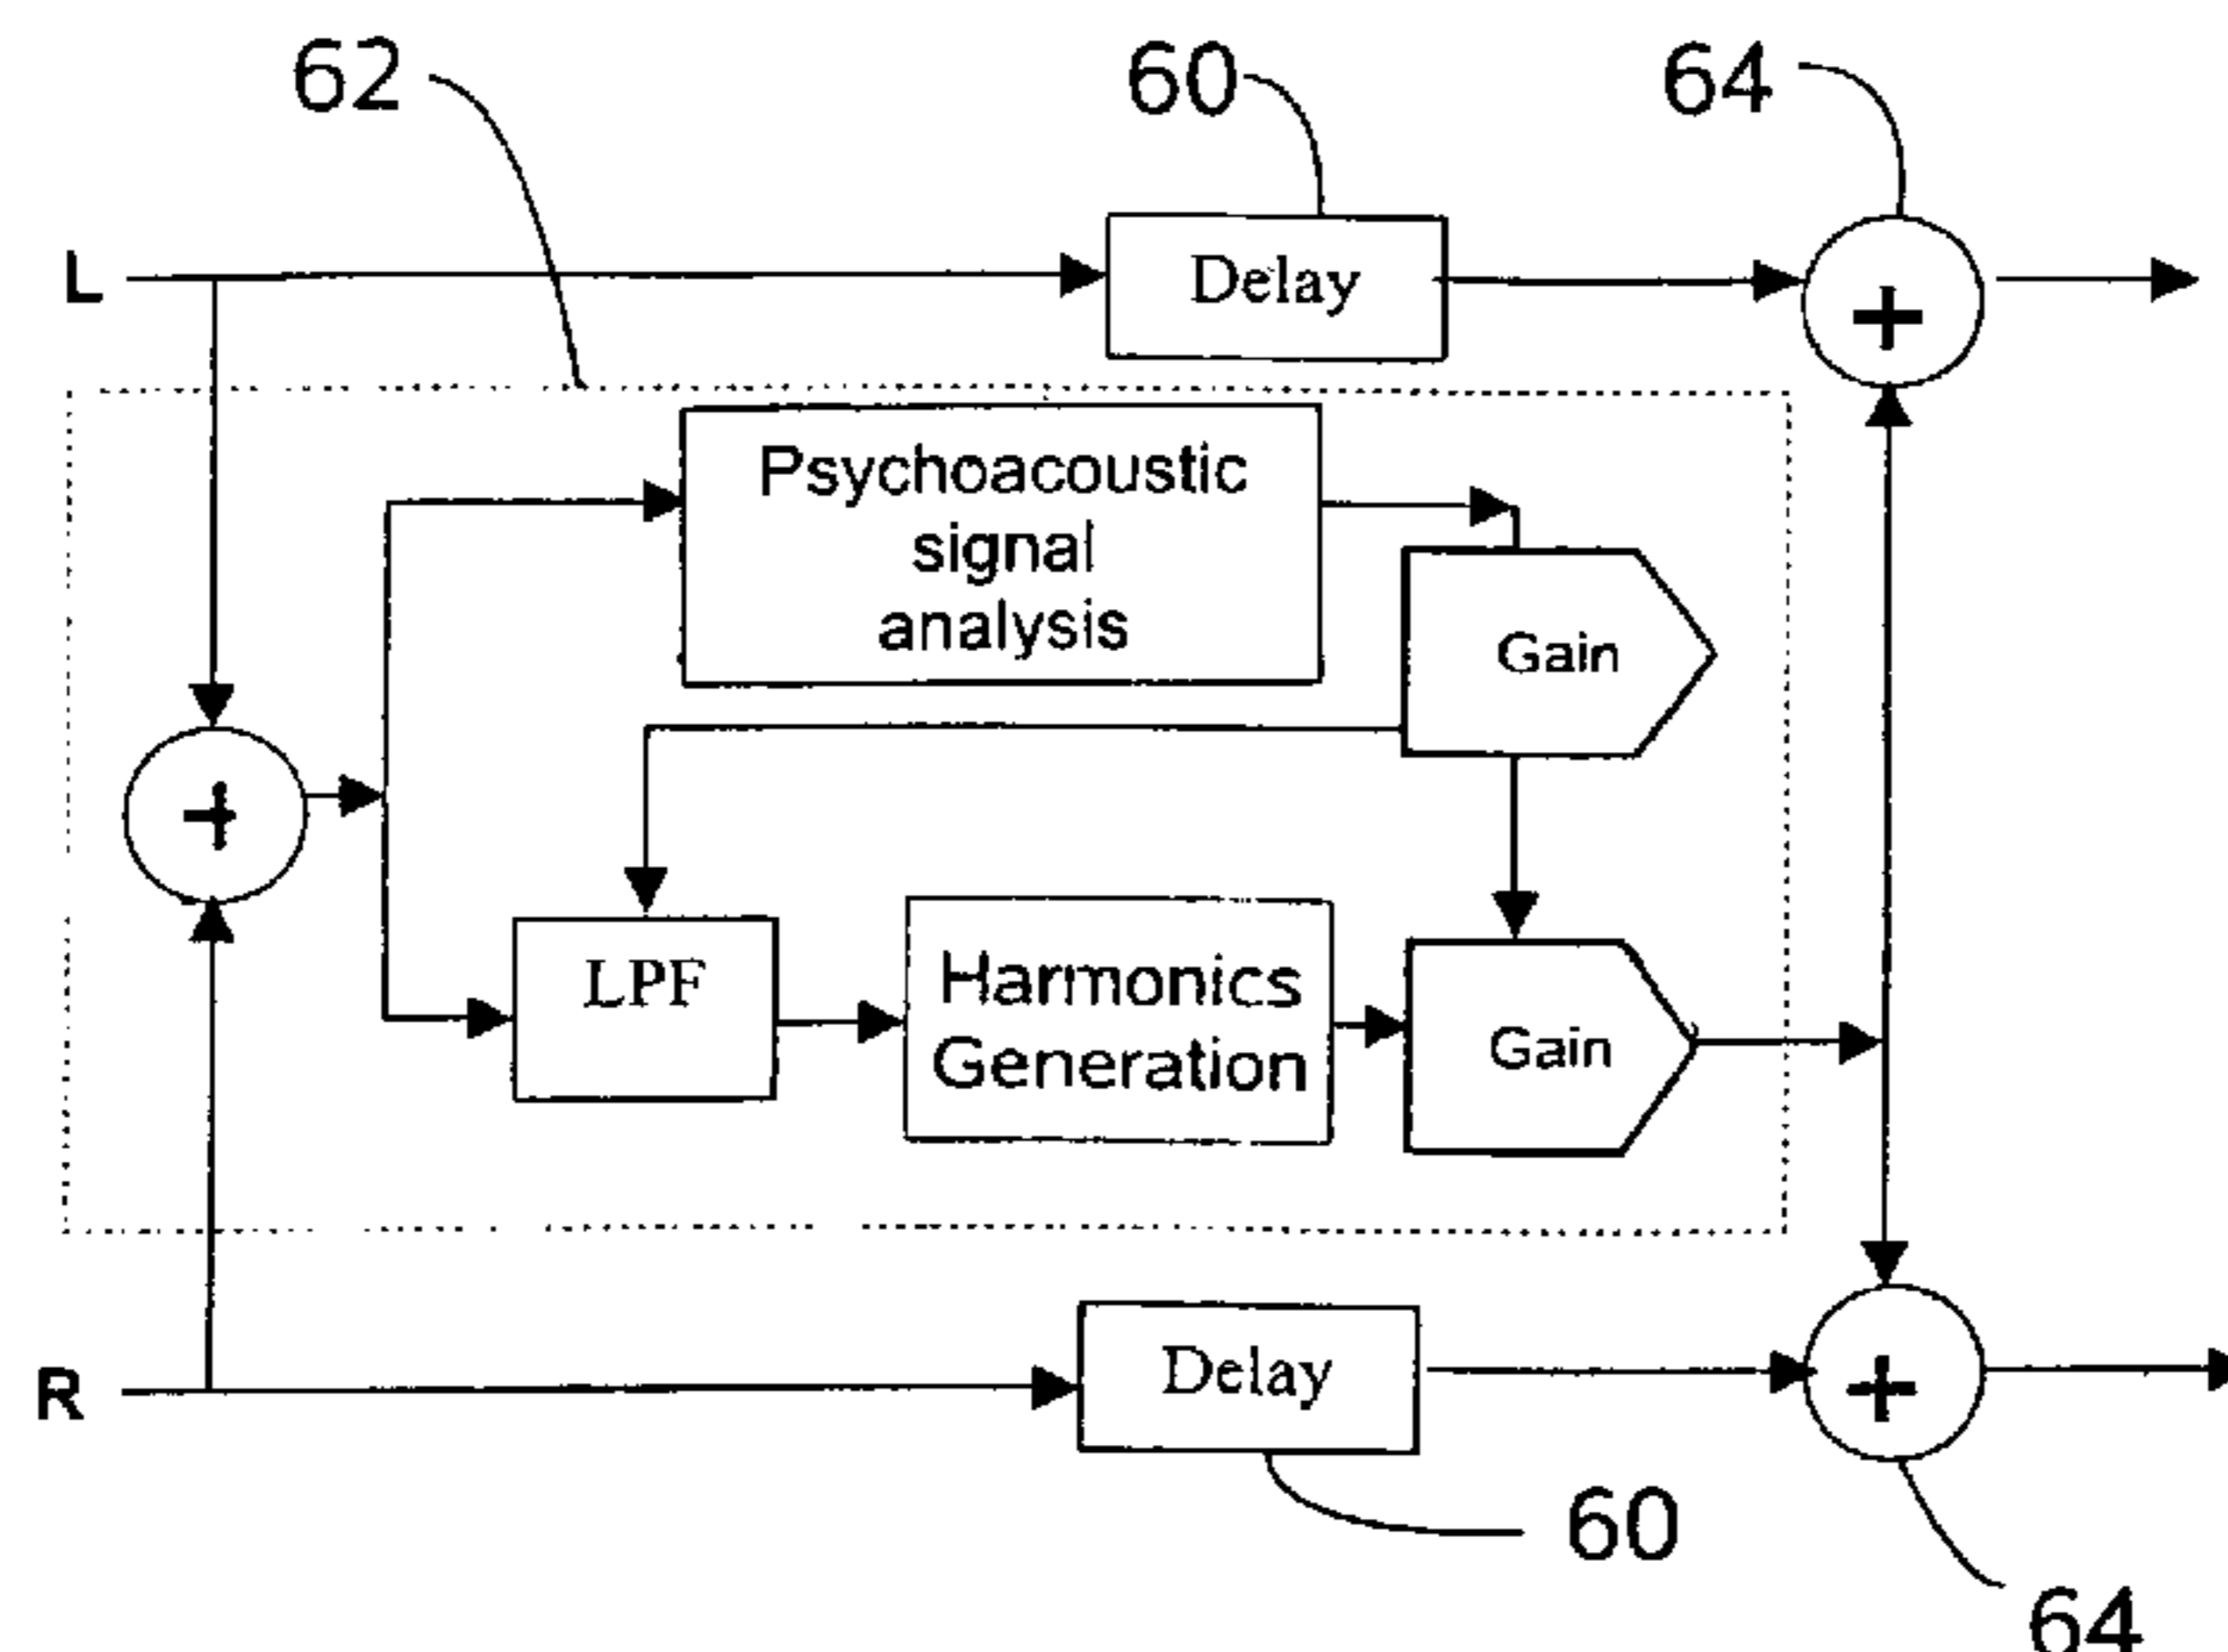 62
60
64
L
Delay
+
Psychoacoustic
signal
analysis
Gain
+
LPF
Harmonics
Generation
Gain
R
Delay
+
60
64